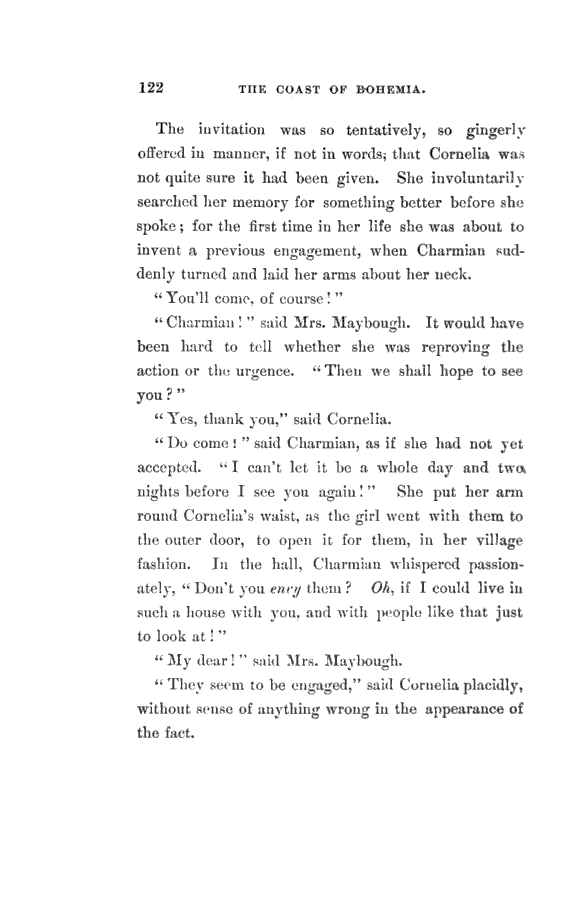 122 THE COAST OF BOHEMIA.
The invitation was so tentatively, so gingerly
offered in manner, if not in words; that Cornelia was
not quite sure it had been given. She involuntarily
searched her memory for something better before she
spoke; for the first time in her life she was about to
invent a previous engagement, when Charmian sud-
denly turned and laid her arms about her neck.
"You'll come, of course!"
"Charmian!" said Mrs. Maybough. It would have
been hard to tell whether she was reproving the
action or the urgence. "Then we shall hope to see
you?"
"Yes, thank you," said Cornelia.
"Do come!" said Charmian, as if she had not yet
accepted. "I can't let it be a whole day and two
nights before I see you again!" She put her arm
round Cornelia's waist, as the girl went with them to
the outer door, to open it for them, in her village
fashion. In the hall, Charmian whispered passion-
ately, "Don't you envy them? Oh, if I could live in
such a house with you, and with people like that just
to look at!"
"My dear!" said Mrs. Maybough.
"They seem to be engaged," said Cornelia placidly,
without sense of anything wrong in the appearance of
the fact.